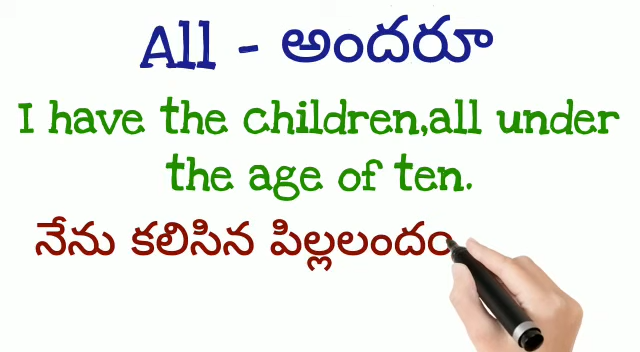 All - అందరూ
I have the children,all under
the age of ten.
నేను కలిసిన పిల్లలందం